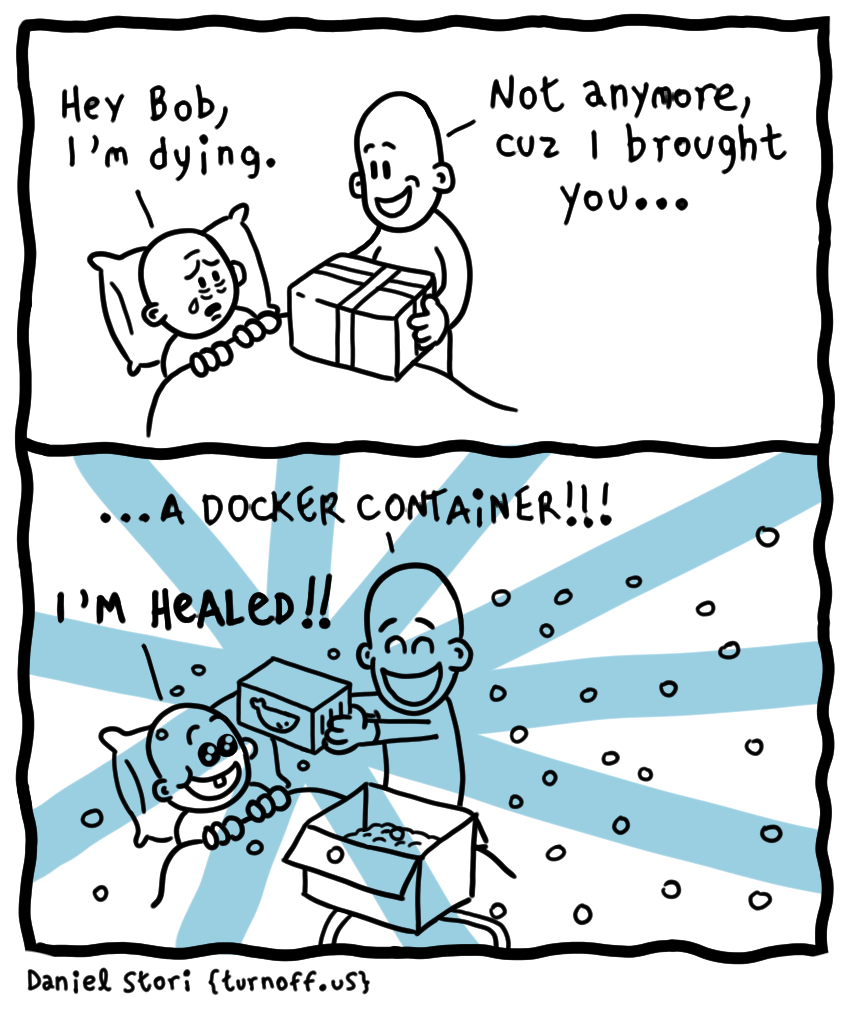 Hey Bob,
I'm dying.
Not anymore,
cuz I brought
you...
...A DOCKER CONTAiNER!!!
I'M HeALeD!!
Daniel Stori {turnoff.us}